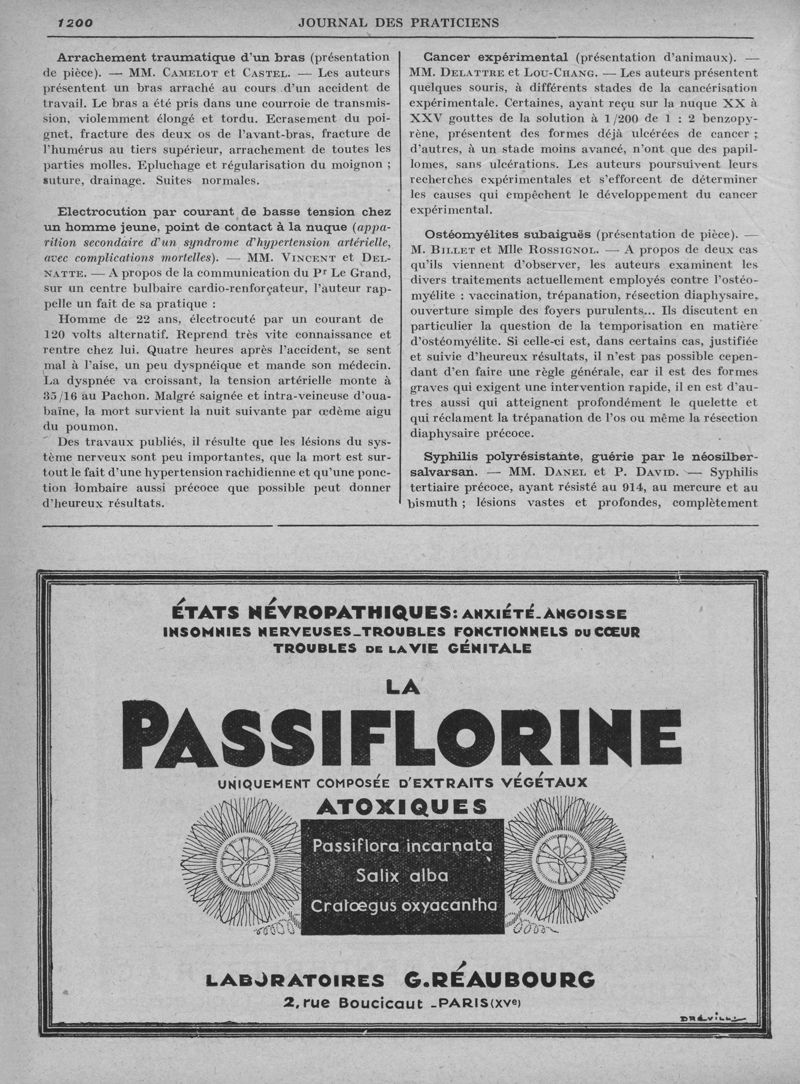 1200
JOURNAL DES PRATICIENS
Arrachement traumatique d'un bras (présentation
de pièce). — MM. CAMELOT et CASTEL. — Les auteurs
présentent un bras arraché au cours d'un accident de
travail. Le bras a été pris dans une courroie de transmis-
sion, violemment élongé et tordu. Ecrasement du poi-
gnet, fracture des deux os de l'avant-bras, fracture de
l'humérus au tiers supérieur, arrachement de toutes les
parties molles. Epluchage et régularisation du moignon ;
suture, drainage. Suites normales.
Electrocution par courant de basse tension chez
un homme jeune, point de contact à la nuque (appa-
rition secondaire d'un syndrome d'hypertension artérielle,
avec complications mortelles). — MM. VINCENT et DEL-
NATTE. — A propos de la communication du Pr Le Grand,
sur un centre bulbaire cardio-renforçateur, l'auteur rap-
pelle un fait de sa pratique :
Homme de 22 ans, électrocuté par un courant de
120 volts alternatif. Reprend très vite connaissance et
rentre chez lui. Quatre heures après l'accident, se sent
mal à l'aise, un peu dyspnéique et mande son médecin.
La dyspnée va croissant, la tension artérielle monte à
35/16 au Pachon. Malgré saignée et intra-veineuse d'oua-
baïne, la mort survient la nuit suivante par œdème aigu
du poumon.
Des travaux publiés, il résulte que les lésions du sys-
tème nerveux sont peu importantes, que la mort est sur-
tout le fait d'une hypertension rachidienne et qu'une ponc-
tion lombaire aussi précoce que possible peut donner
d'heureux résultats.
Cancer expérimental (présentation d'animaux). —
MM. DELATTRE et LOU-CHANG. — Les auteurs présentent
quelques souris, à différents stades de la cancérisation
expérimentale. Certaines, ayant reçu sur la nuque XX à
XXV gouttes de la solution à 1/200 de 1 : 2 benzopy-
rène, présentent des formes déjà ulcérées de cancer ;
d'autres, à un stade moins avancé, n'ont que des papil-
lomes, sans ulcérations. Les auteurs poursuivent leurs
recherches expérimentales et s'efforcent de déterminer
les causes qui empêchent le développement du cancer
expérimental.
Ostéomyélites subaiguës (présentation de pièce). —
M. BILLET et Mlle ROSSIGNOL. — A propos de deux cas
qu'ils viennent d'observer, les auteurs examinent les
divers traitements actuellement employés contre l'ostéo-
myélite : vaccination, trépanation, résection diaphysaire,
ouverture simple des foyers purulents... Ils discutent en
particulier la question de la temporisation en matière
d'ostéomyélite. Si celle-ci est, dans certains cas, justifiée
et suivie d'heureux résultats, il n'est pas possible cepen-
dant d'en faire une règle générale, car il est des formes
graves qui exigent une intervention rapide, il en est d'au-
tres aussi qui atteignent profondément le quelette et
qui réclament la trépanation de l'os ou même la résection
diaphysaire précoce.
Syphilis polyrésistante, guérie par le néosilber-
salvarsan. — MM. DANEL et P. DAVID. — Syphilis
tertiaire précoce, ayant résisté au 914, au mercure et au
bismuth ; lésions vastes et profondes, complètement
ÉTATS NÉVROPATHIQUES: ANXIÉTÉ_ANGOISSE
INSOMNIES NERVEUSES_TROUBLES FONCTIONNELS DU CŒUR
TROUBLES DE LA VIE GÉNITALE
LA
PASSIFLORINE
UNIQUEMENT COMPOSÉE D'EXTRAITS VÉGÉTAUX
ATOXIQUES
Passiflora incarnata
Salix alba
Cratœgus oxyacantha
LABORATOIRES G.RÉAUBOURG
2, rue Boucicaut _PARIS(XVe)